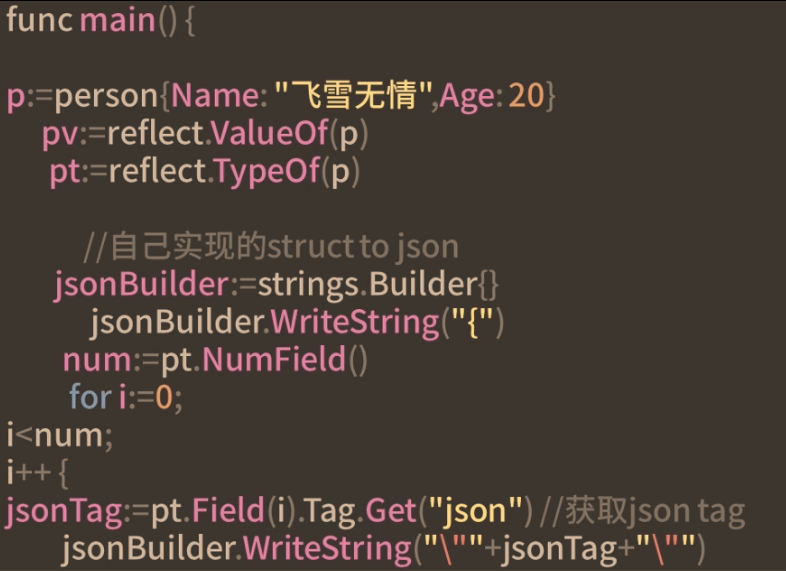 func main() {
p:=person{Name: "飞雪无情",Age: 20}
pv:=reflect.ValueOf(p)
pt:=reflect.TypeOf(p)
//自己实现的struct to json
jsonBuilder:=strings.Builder{}
jsonBuilder.WriteString("{")
num:=pt.NumField()
for i:=0;
i<num;
i++ {
jsonTag:=pt.Field(i).Tag.Get("json") //获取json tag
jsonBuilder.WriteString("\""+jsonTag+"\"")